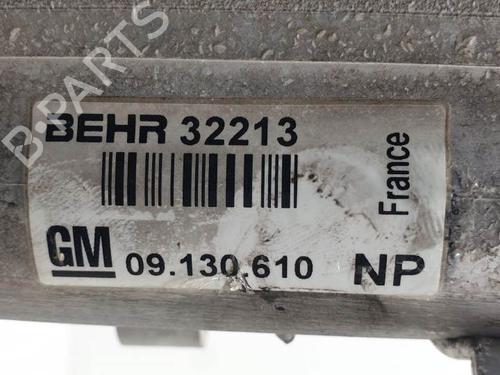 BEHR 32213
France
GM 09.130.610 NP
B-PARTS